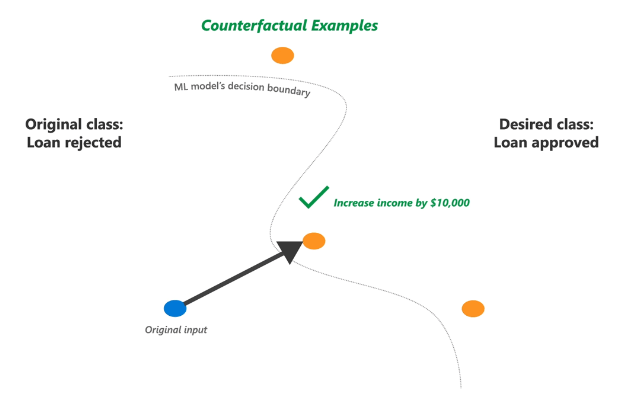 Counterfactual Examples
ML model's decision boundary
Original class:
Loan rejected
Desired class:
Loan approved
Increase income by $10,000
Original input